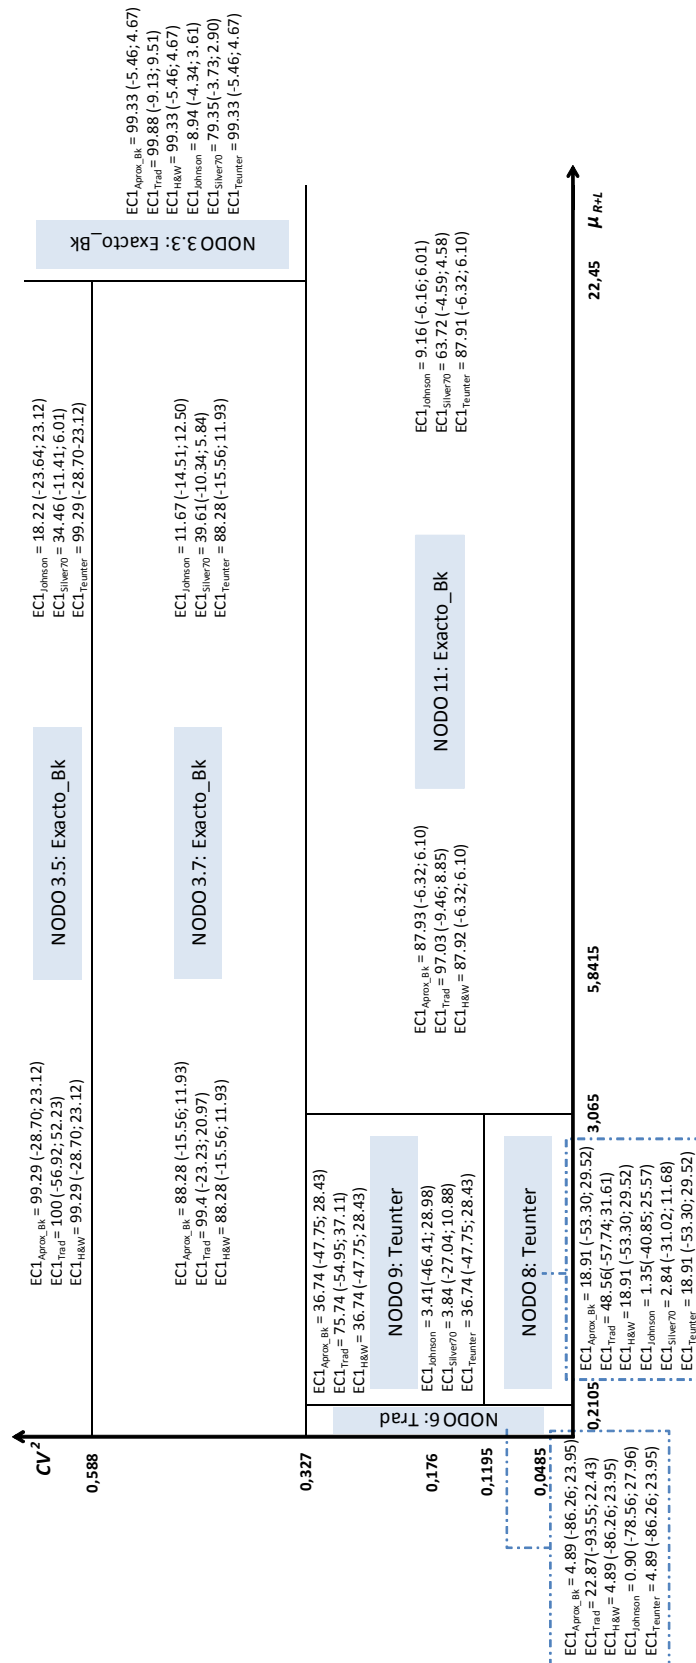 CV²
0,588
0,327
0,176
0,1195
0,0485
EC1Aprox_Bk = 99.29 (-28.70; 23.12)
EC1Trad = 100 (-56.92; 52.23)
EC1H&W = 99.29 (-28.70; 23.12)
NODO 3.5: Exacto_Bk
EC1Johnson = 18.22 (-23.64; 23.12)
EC1Silver70 = 34.46 (-11.41; 6.01)
EC1Teunter = 99.29 (-28.70-23.12)
EC1Aprox_Bk = 88.28 (-15.56; 11.93)
EC1Trad = 99.4 (-23.23; 20.97)
EC1H&W = 88.28 (-15.56; 11.93)
NODO 3.7: Exacto_Bk
EC1Johnson = 11.67 (-14.51; 12.50)
EC1Silver70 = 39.61(-10.34; 5.84)
EC1Teunter = 88.28 (-15.56; 11.93)
NODO 3.3: Exacto_Bk
EC1Aprox_Bk = 99.33 (-5.46; 4.67)
EC1Trad = 99.88 (-9.13; 9.51)
EC1H&W = 99.33 (-5.46; 4.67)
EC1Johnson = 8.94 (-4.34; 3.61)
EC1Silver70 = 79.35(-3.73; 2.90)
EC1Teunter = 99.33 (-5.46; 4.67)
EC1Aprox_Bk = 36.74 (-47.75; 28.43)
EC1Trad = 75.74 (-54.95; 37.11)
EC1H&W = 36.74 (-47.75; 28.43)
NODO 9: Teunter
EC1Johnson = 3.41(-46.41; 28.98)
EC1Silver70 = 3.84 (-27.04; 10.88)
EC1Teunter = 36.74 (-47.75; 28.43)
NODO 6: Trad
NODO 8: Teunter
EC1Aprox_Bk = 87.93 (-6.32; 6.10)
EC1Trad = 97.03 (-9.46; 8.85)
EC1H&W = 87.92 (-6.32; 6.10)
NODO 11: Exacto_Bk
EC1Johnson = 9.16 (-6.16; 6.01)
EC1Silver70 = 63.72 (-4.59; 4.58)
EC1Teunter = 87.91 (-6.32; 6.10)
0,2105
3,065
5,8415
22,45
μ R+L
EC1Aprox_Bk = 4.89 (-86.26; 23.95)
EC1Trad = 22.87(-93.55; 22.43)
EC1H&W = 4.89 (-86.26; 23.95)
EC1Johnson = 0.90 (-78.56; 27.96)
EC1Teunter = 4.89 (-86.26; 23.95)
EC1Aprox_Bk = 18.91 (-53.30; 29.52)
EC1Trad = 48.56(-57.74; 31.61)
EC1H&W = 18.91 (-53.30; 29.52)
EC1Johnson = 1.35(-40.85; 25.57)
EC1Silver70 = 2.84 (-31.02; 11.68)
EC1Teunter = 18.91 (-53.30; 29.52)